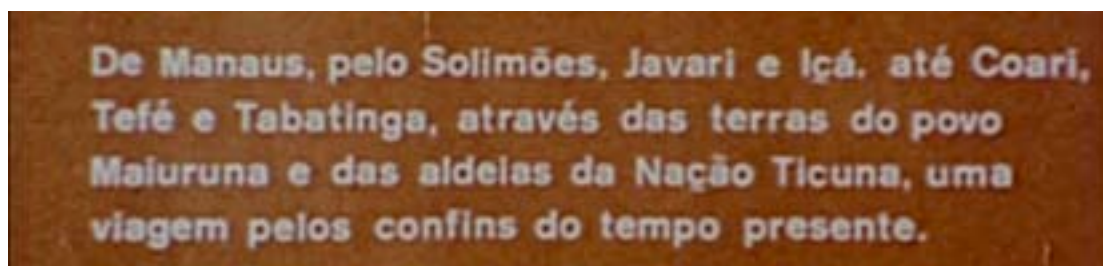 De Manaus, pelo Solimões, Javari e Içá, até Coari,
Tefé e Tabatinga, através das terras do povo
Maiuruna e das aldeias da Nação Ticuna, uma
viagem pelos confins do tempo presente.